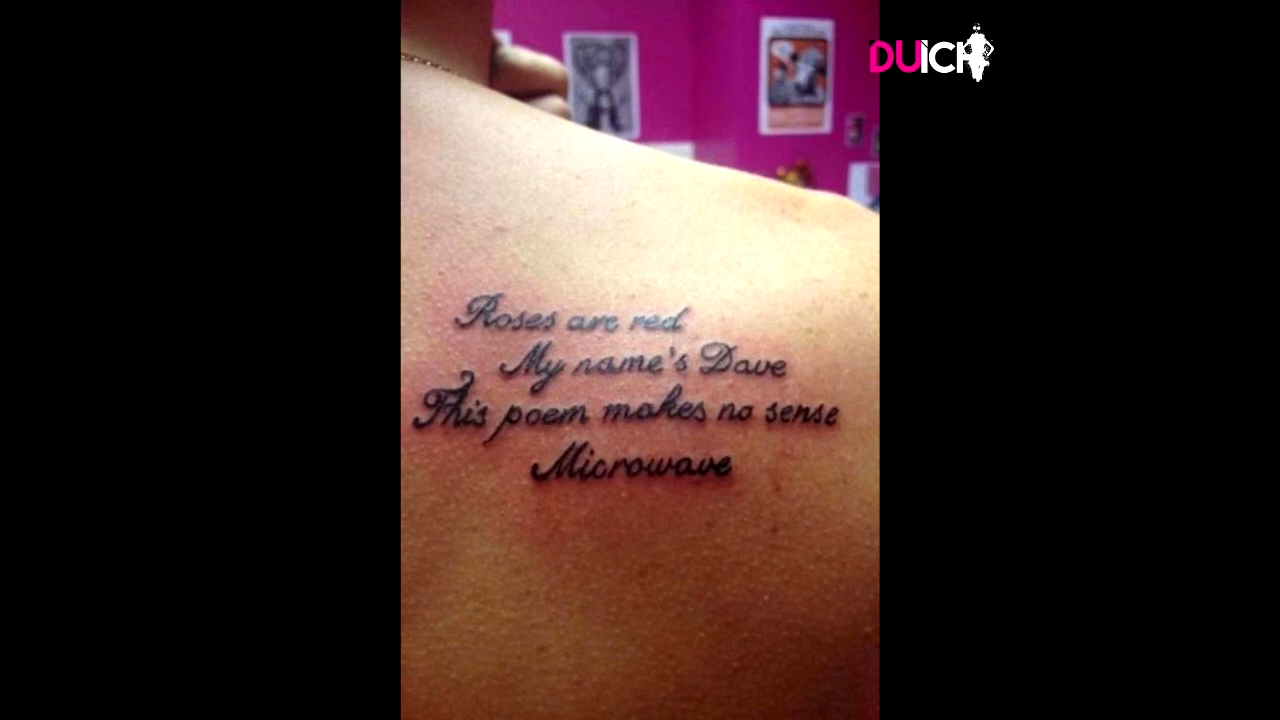 DUICH
Roses are red
My name's Dave
This poem makes no sense
Microwave